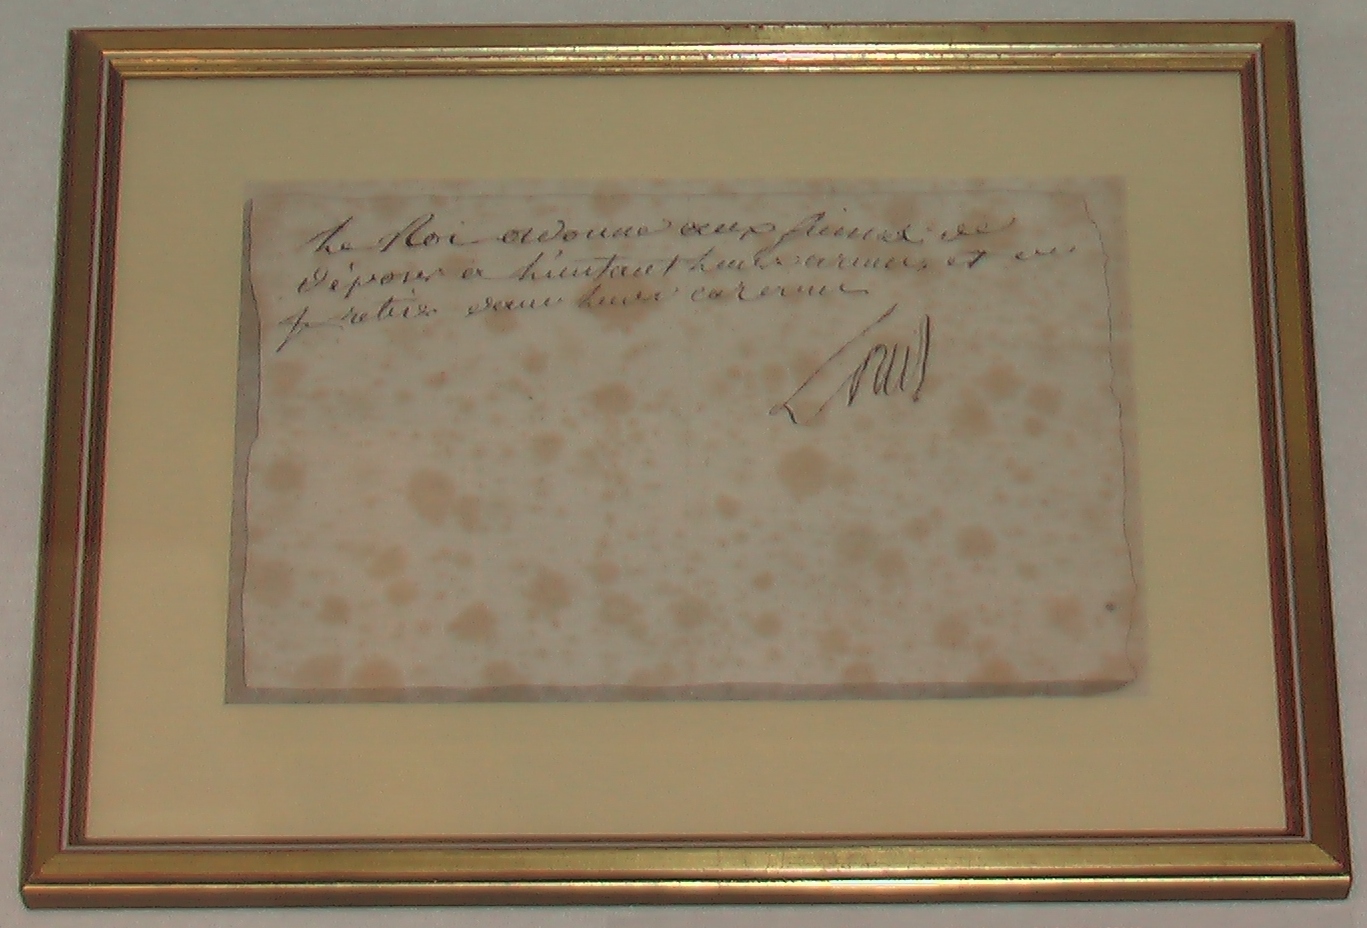 Le Roi ordonne aux Suisses de
déposer à l'instant leurs armes, et de
se retirer dans leurs casernes
Louis